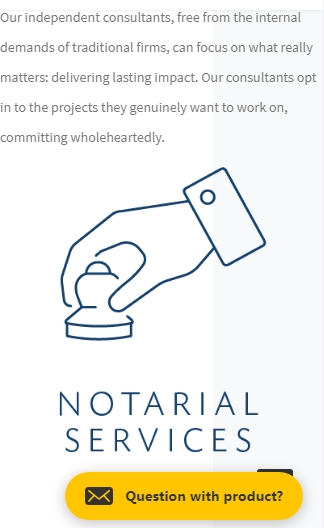 Our independent consultants, free from the internal
demands of traditional firms, can focus on what really
matters: delivering lasting impact. Our consultants opt
in to the projects they genuinely want to work on,
committing wholeheartedly.
NOTARIAL
SERVICES
Question with product?